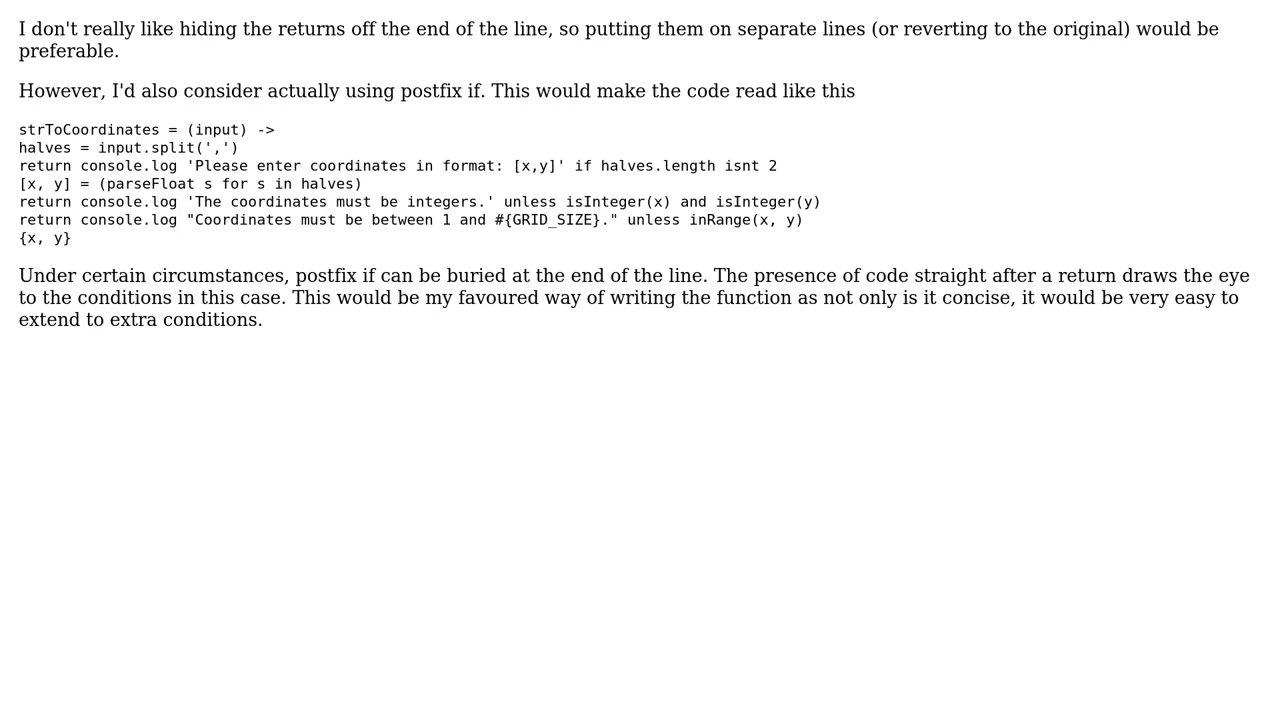 I don't really like hiding the returns off the end of the line, so putting them on separate lines (or reverting to the original) would be
preferable.
However, I'd also consider actually using postfix if. This would make the code read like this
strToCoordinates = (input) ->
halves = input.split(',')
return console.log 'Please enter coordinates in format: [x,y]' if halves.length isnt 2
[x, y] = (parseFloat s for s in halves)
return console.log 'The coordinates must be integers.' unless isInteger(x) and isInteger(y)
return console.log "Coordinates must be between 1 and #{GRID_SIZE}." unless inRange(x, y)
{x, y}
Under certain circumstances, postfix if can be buried at the end of the line. The presence of code straight after a return draws the eye
to the conditions in this case. This would be my favoured way of writing the function as not only is it concise, it would be very easy to
extend to extra conditions.